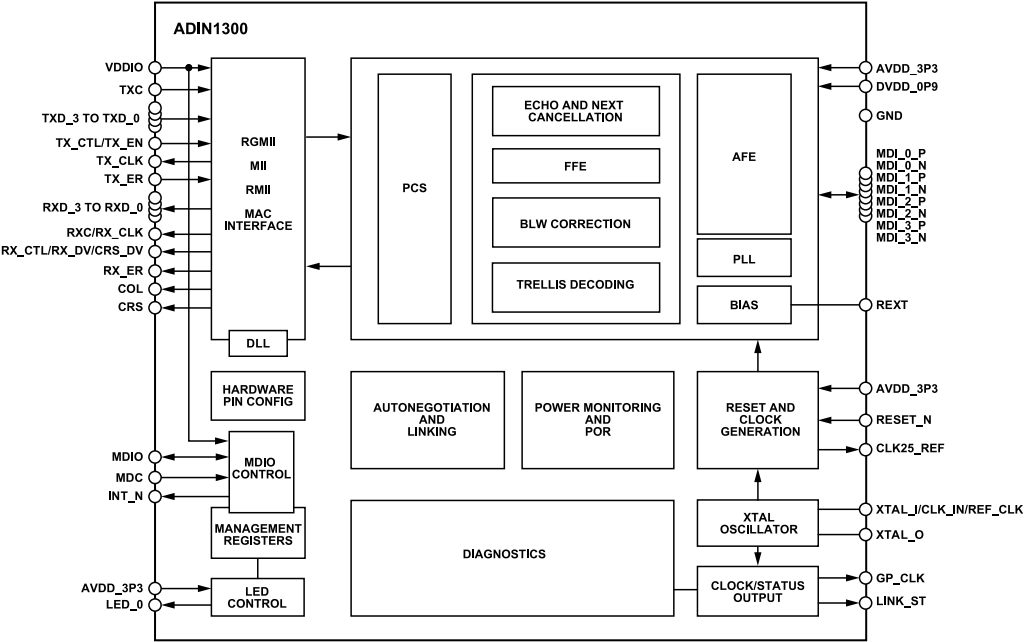 ADIN1300
VDDIO
TXC
TXD_3 TO TXD_0
TX_CTL/TX_EN
TX_CLK
TX_ER
RXD_3 TO RXD_0
RXC/RX_CLK
RX_CTL/RX_DV/CRS_DV
RX_ER
COL
CRS
RGMII
MII
RMII
MAC
INTERFACE
DLL
PCS
ECHO AND NEXT
CANCELLATION
FFE
BLW CORRECTION
TRELLIS DECODING
AFE
PLL
BIAS
AVDD_3P3
DVDD_0P9
GND
MDI_0_P
MDI_0_N
MDI_1_P
MDI_1_N
MDI_2_P
MDI_2_N
MDI_3_P
MDI_3_N
REXT
HARDWARE
PIN CONFIG
AUTONEGOTIATION
AND
LINKING
POWER MONITORING
AND
POR
RESET AND
CLOCK
GENERATION
AVDD_3P3
RESET_N
CLK25_REF
MDIO
MDC
INT_N
MDIO
CONTROL
MANAGEMENT
REGISTERS
DIAGNOSTICS
XTAL
OSCILLATOR
XTAL_I/CLK_IN/REF_CLK
XTAL_O
AVDD_3P3
LED_0
LED
CONTROL
CLOCK/STATUS
OUTPUT
GP_CLK
LINK_ST